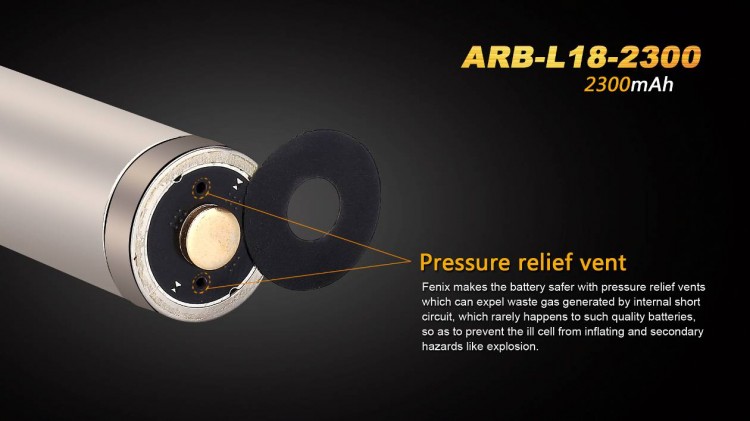 ARB-L18-2300
2300mAh
Pressure relief vent
Fenix makes the battery safer with pressure relief vents
which can expel waste gas generated by internal short
circuit, which rarely happens to such quality batteries,
so as to prevent the ill cell from inflating and secondary
hazards like explosion.